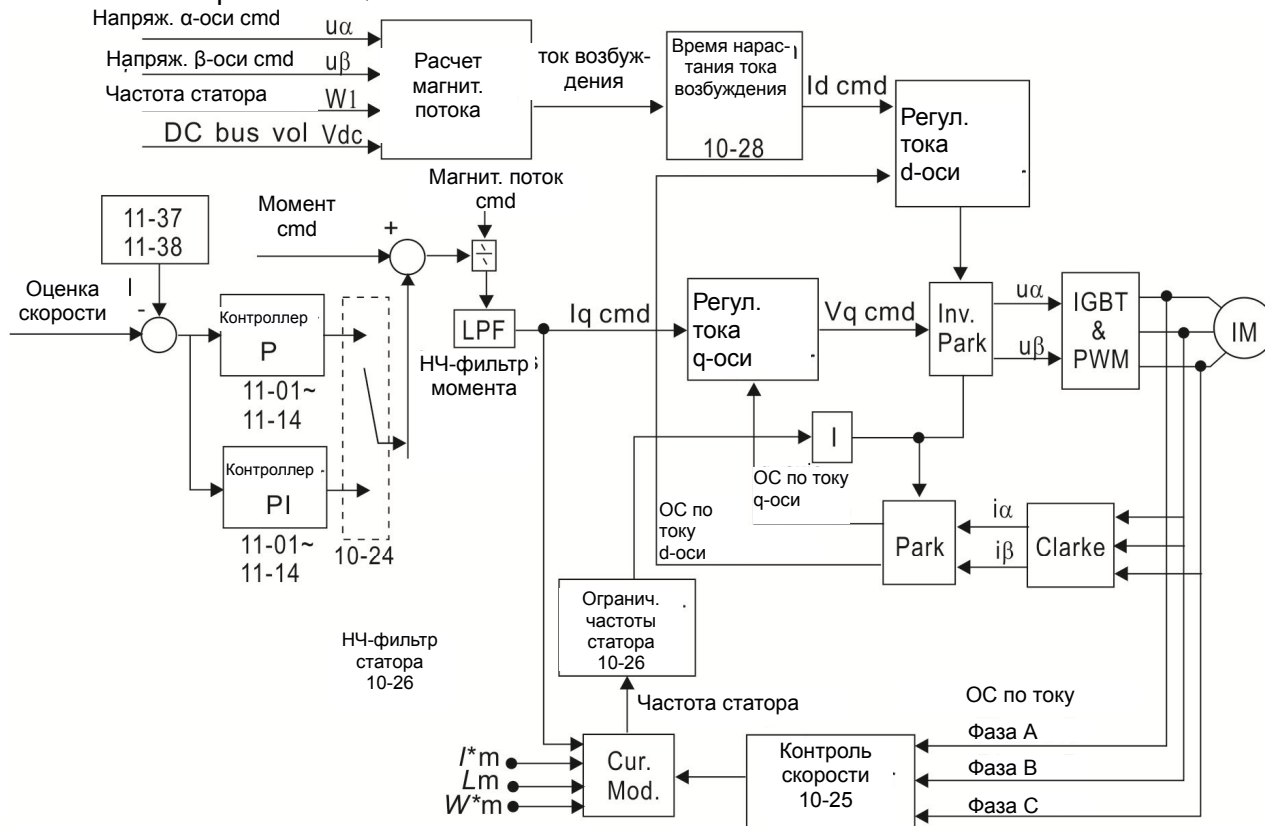 Напряж. α-оси cmd
uα
Напряж. β-оси cmd
uβ
Частота статора
W1
DC bus vol Vdc
Расчет
магнит.
потока
ток возбуж-
дения
Время нарас-
тания тока
возбуждения
10-28
Id cmd
Регул.
тока
d-оси
11-37
11-38
Момент
cmd
+
Магнит. поток
cmd
÷
Оценка
скорости
I
-
Контроллер
P
11-01~
11-14
Контроллер
PI
11-01~
11-14
10-24
LPF
НЧ-фильтр
момента
Iq cmd
Регул.
тока
q-оси
Vq cmd
Inv.
Park
uα
uβ
IGBT
&
PWM
IM
I
ОС по току
q-оси
ОС по
току
d-оси
Park
iα
iβ
Clarke
Огранич.
частоты
статора
10-26
НЧ-фильтр
статора
10-26
Частота статора
I*m
Lm
W*m
Cur.
Mod.
Контроль
скорости
10-25
ОС по току
Фаза A
Фаза B
Фаза C